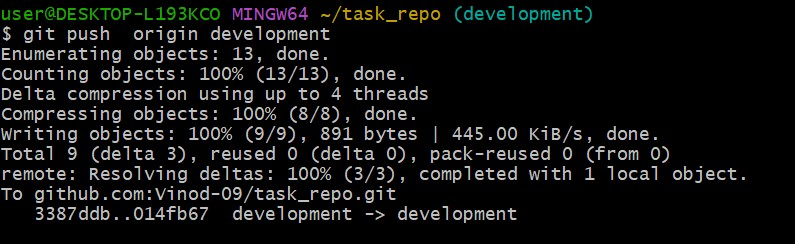 user@DESKTOP-L193KCO MINGW64 ~/task_repo (development)
$ git push  origin development
Enumerating objects: 13, done.
Counting objects: 100% (13/13), done.
Delta compression using up to 4 threads
Compressing objects: 100% (8/8), done.
Writing objects: 100% (9/9), 891 bytes | 445.00 KiB/s, done.
Total 9 (delta 3), reused 0 (delta 0), pack-reused 0 (from 0)
remote: Resolving deltas: 100% (3/3), completed with 1 local object.
To github.com:Vinod-09/task_repo.git
   3387ddb..014fb67  development -> development